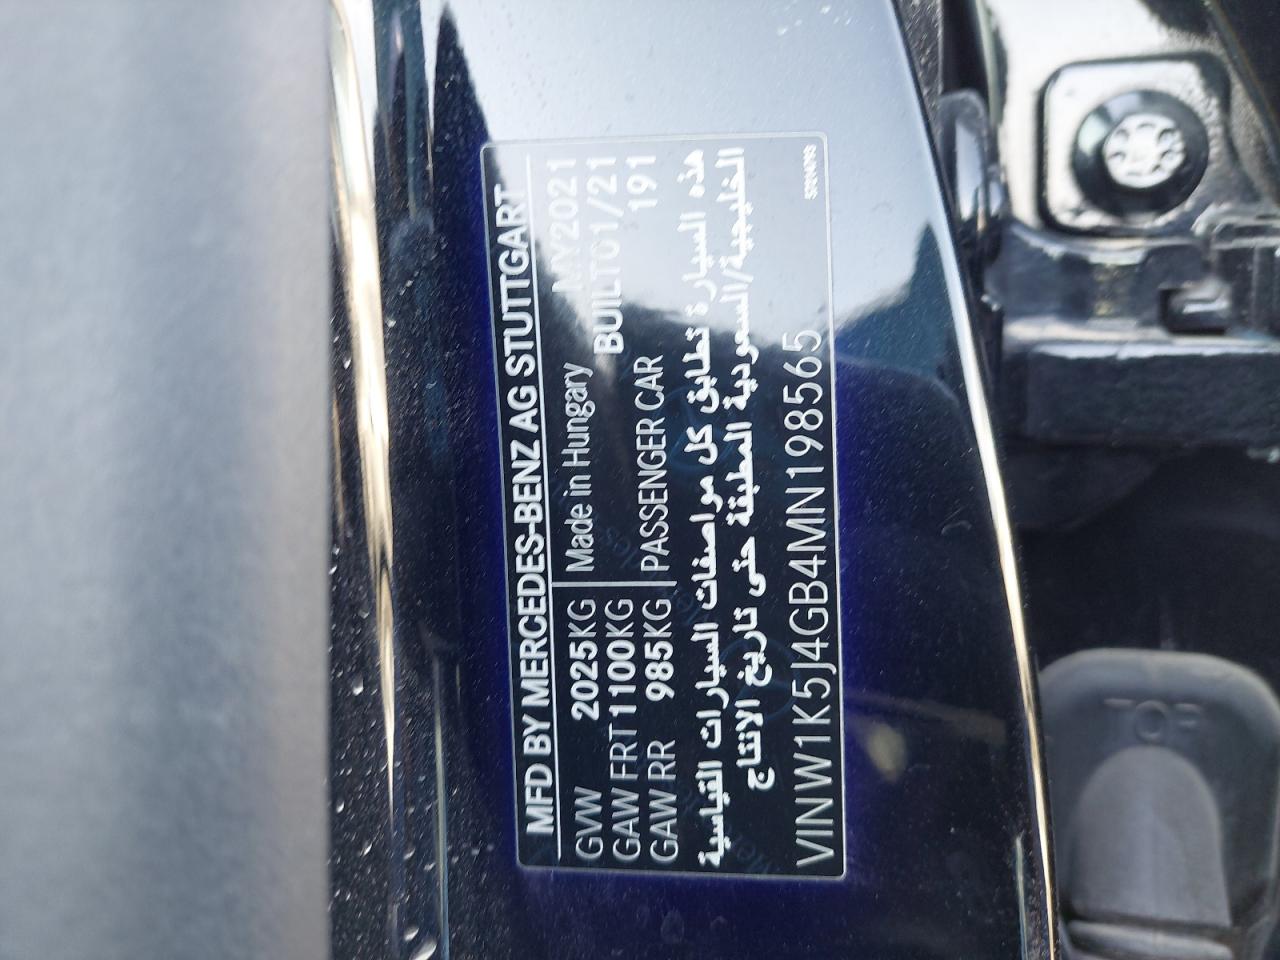 MFD BY MERCEDES-BENZ AG STUTTGART
GVW 2025KG Made in Hungary MY2021
GAW FRT 1100KG BUILT 01/21
GAW RR 985KG PASSENGER CAR 191
هذه السيارة تطابق كل مواصفات السيارات القياسية
الخليجية/السعودية المطبقة حتى تاريخ الانتاج
VIN W1K5J4GB4MN198565
TOP